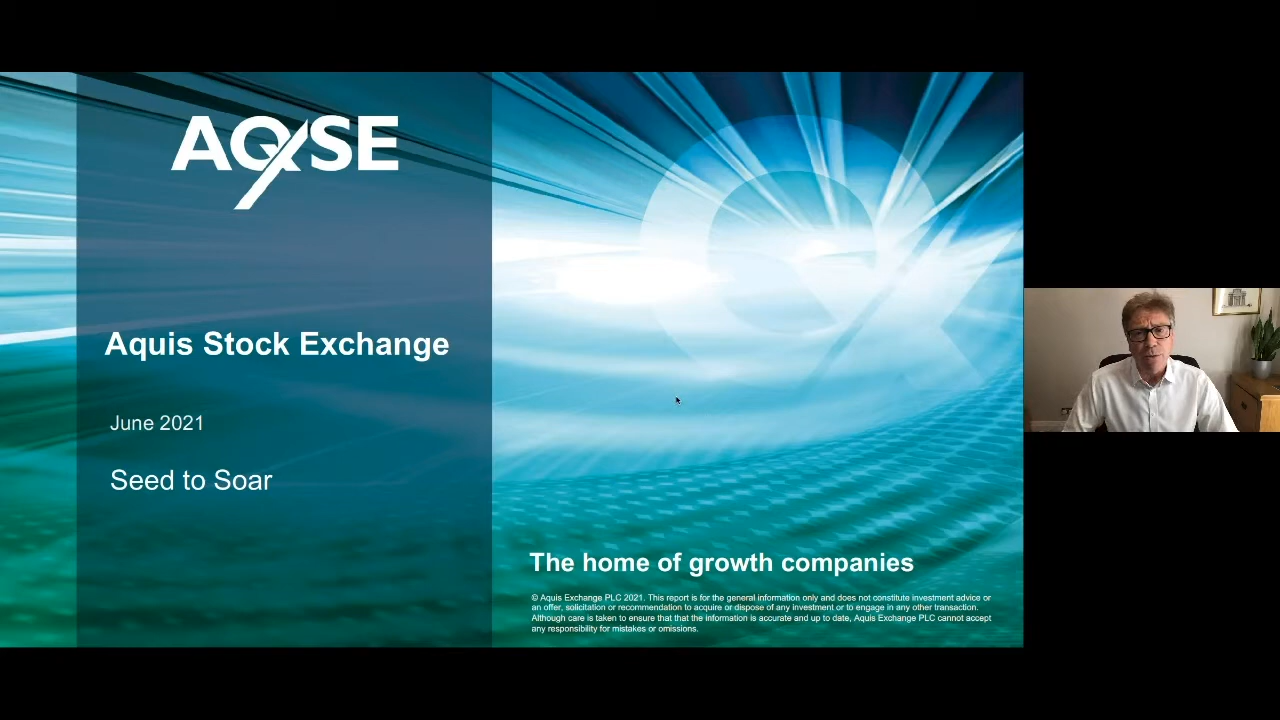 AQSE
Aquis Stock Exchange
June 2021
Seed to Soar
The home of growth companies
© Aquis Exchange PLC 2021. This report is for the general information only and does not constitute investment advice or
an offer, solicitation or recommendation to acquire or dispose of any investment or to engage in any other transaction.
Although care is taken to ensure that that the information is accurate and up to date, Aquis Exchange PLC cannot accept
any responsibility for mistakes or omissions.